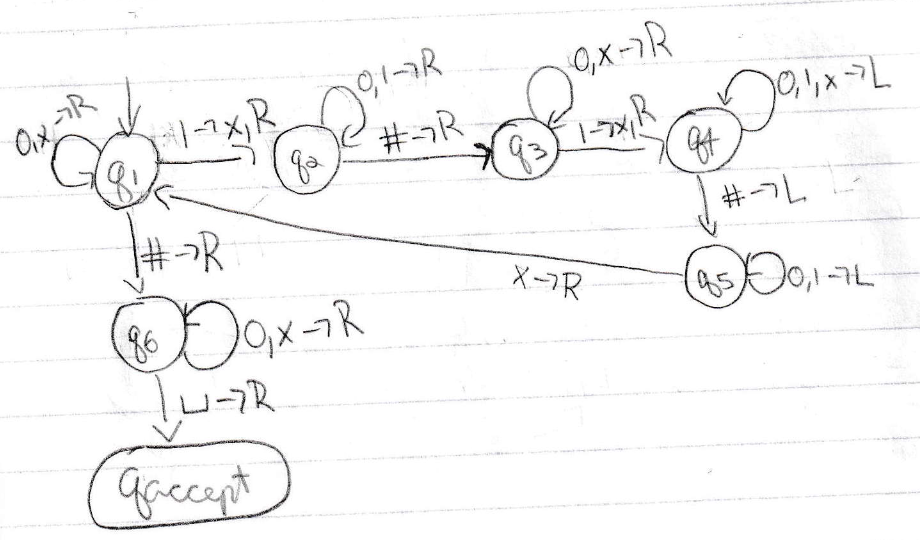 0,x→R
1→x,R
0,1→R
#→R
0,x→R
1→x,R
0,1,x→L
q1
q2
q3
q4
#→L
#→R
x→R
q5
0,1→L
q6
0,x→R
⊔→R
qaccept